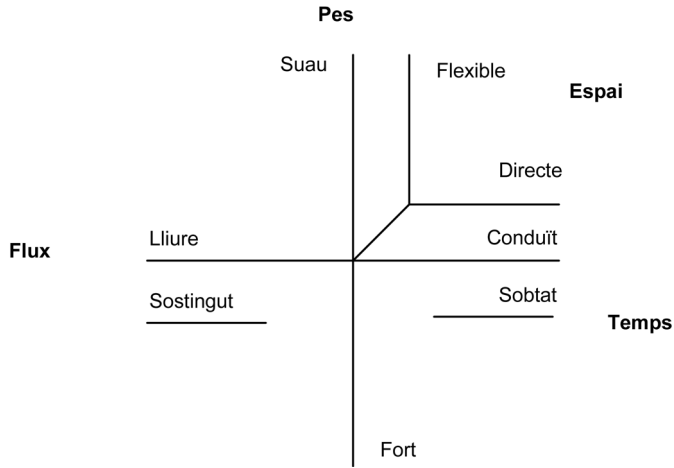 Pes
Suau
Flexible
Espai
Directe
Flux
Lliure
Conduït
Sostingut
Sobtat
Temps
Fort